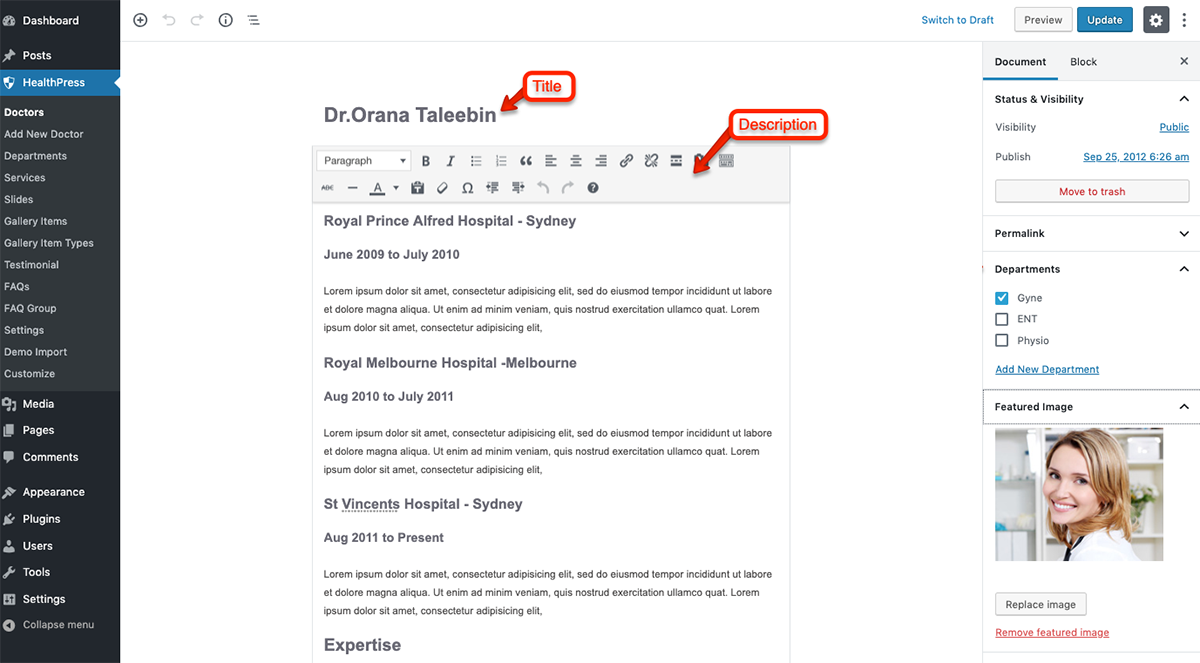 Dashboard
Posts
HealthPress
Doctors
Add New Doctor
Departments
Services
Slides
Gallery Items
Gallery Item Types
Testimonial
FAQs
FAQ Group
Settings
Demo Import
Customize
Media
Pages
Comments
Appearance
Plugins
Users
Tools
Settings
Collapse menu
Switch to Draft
Preview
Update
Title
Dr.Orana Taleebin
Description
Paragraph
ABC
Royal Prince Alfred Hospital - Sydney
June 2009 to July 2010
Lorem ipsum dolor sit amet, consectetur adipisicing elit, sed do eiusmod tempor incididunt ut labore
et dolore magna aliqua. Ut enim ad minim veniam, quis nostrud exercitation ullamco quat. Lorem
ipsum dolor sit amet, consectetur adipisicing elit,
Royal Melbourne Hospital -Melbourne
Aug 2010 to July 2011
Lorem ipsum dolor sit amet, consectetur adipisicing elit, sed do eiusmod tempor incididunt ut labore
et dolore magna aliqua. Ut enim ad minim veniam, quis nostrud exercitation ullamco quat. Lorem
ipsum dolor sit amet, consectetur adipisicing elit,
St Vincents Hospital - Sydney
Aug 2011 to Present
Lorem ipsum dolor sit amet, consectetur adipisicing elit, sed do eiusmod tempor incididunt ut labore
et dolore magna aliqua. Ut enim ad minim veniam, quis nostrud exercitation ullamco quat. Lorem
ipsum dolor sit amet, consectetur adipisicing elit,
Expertise
Document
Block
Status & Visibility
Visibility
Public
Publish
Sep 25, 2012 6:26 am
Move to trash
Permalink
Departments
Gyne
ENT
Physio
Add New Department
Featured Image
Replace image
Remove featured image